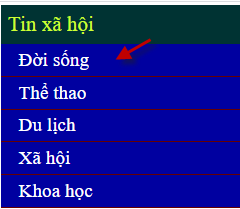 Tin xã hội
Đời sống
Thể thao
Du lịch
Xã hội
Khoa học